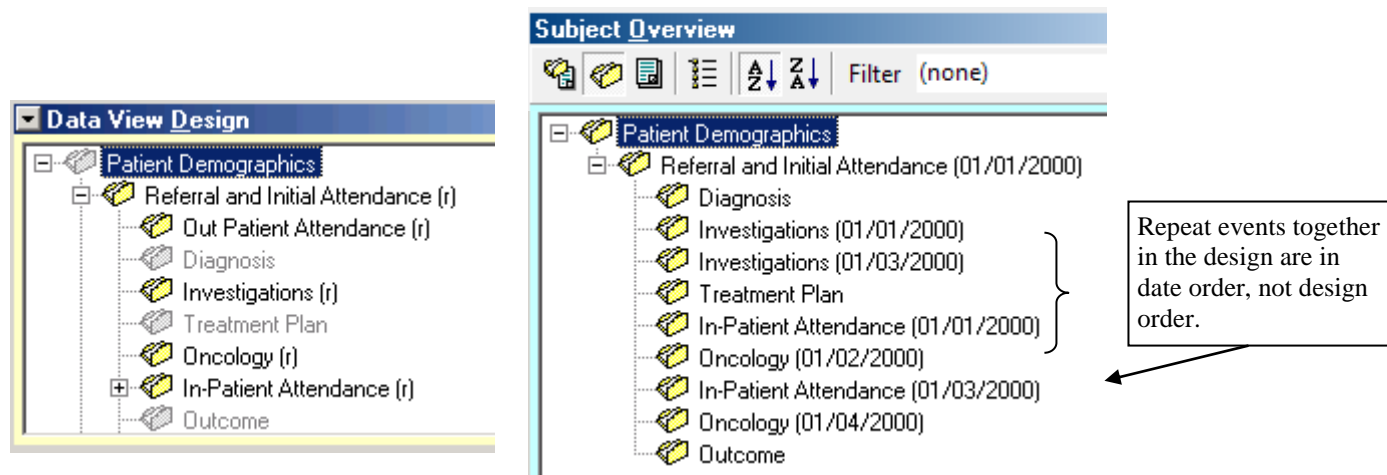 Data View Design
Patient Demographics
Referral and Initial Attendance (r)
Out Patient Attendance (r)
Diagnosis
Investigations (r)
Treatment Plan
Oncology (r)
In-Patient Attendance (r)
Outcome
Subject Overview
A Z Z A Filter (none)
Patient Demographics
Referral and Initial Attendance (01/01/2000)
Diagnosis
Investigations (01/01/2000)
Investigations (01/03/2000)
Treatment Plan
In-Patient Attendance (01/01/2000)
Oncology (01/02/2000)
In-Patient Attendance (01/03/2000)
Oncology (01/04/2000)
Outcome
Repeat events together
in the design are in
date order, not design
order.